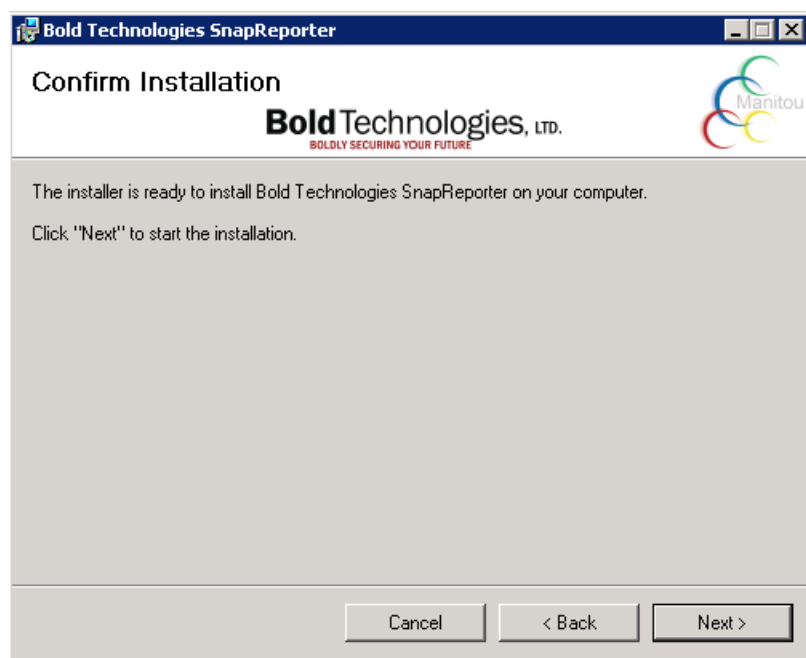 Bold Technologies SnapReporter
Confirm Installation
Bold Technologies, LTD.
BOLDLY SECURING YOUR FUTURE
Manitou
The installer is ready to install Bold Technologies SnapReporter on your computer.
Click "Next" to start the installation.
Cancel
< Back
Next >